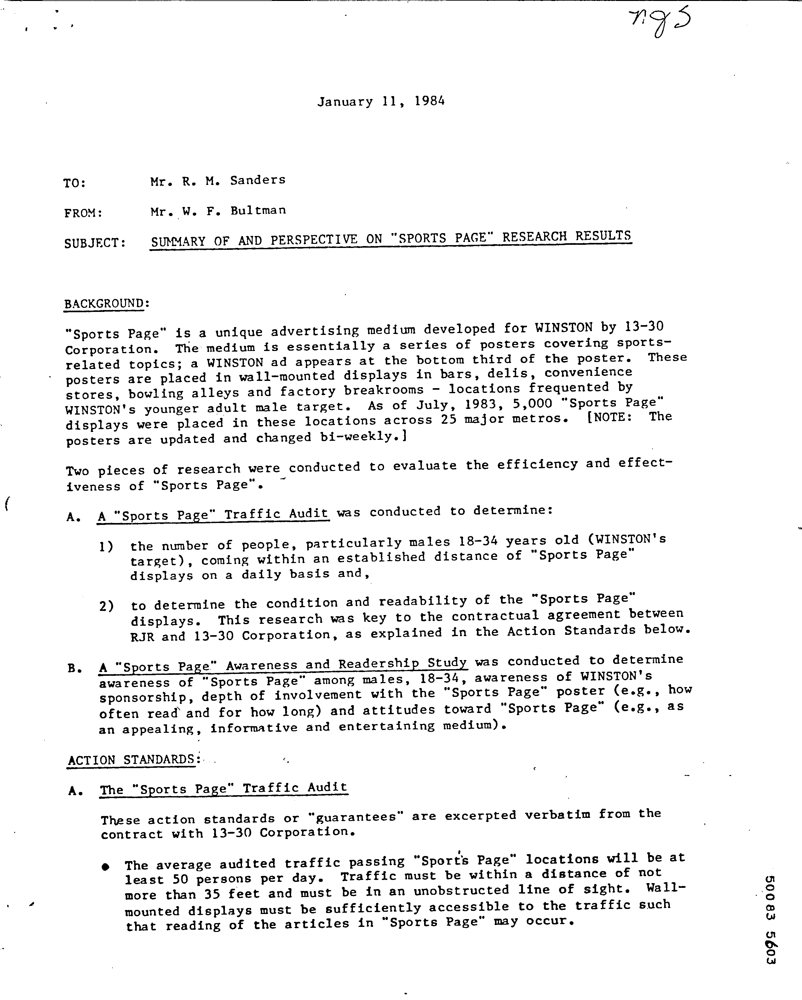 ngs
January 11, 1984
TO: Mr. R. M. Sanders
FROM: Mr. W. F. Bultman
SUBJECT: SUMMARY OF AND PERSPECTIVE ON "SPORTS PAGE" RESEARCH RESULTS
BACKGROUND:
"Sports Page" is a unique advertising medium developed for WINSTON by 13-30
Corporation. The medium is essentially a series of posters covering sports-
related topics; a WINSTON ad appears at the bottom third of the poster. These
posters are placed in wall-mounted displays in bars, delis, convenience
stores, bowling alleys and factory breakrooms - locations frequented by
WINSTON's younger adult male target. As of July, 1983, 5,000 "Sports Page"
displays were placed in these locations across 25 major metros. [NOTE: The
posters are updated and changed bi-weekly.]
Two pieces of research were conducted to evaluate the efficiency and effect-
iveness of "Sports Page".
A. A "Sports Page" Traffic Audit was conducted to determine:
1) the number of people, particularly males 18-34 years old (WINSTON's
target), coming within an established distance of "Sports Page"
displays on a daily basis and,
2) to determine the condition and readability of the "Sports Page"
displays. This research was key to the contractual agreement between
RJR and 13-30 Corporation, as explained in the Action Standards below.
B. A "Sports Page" Awareness and Readership Study was conducted to determine
awareness of "Sports Page" among males, 18-34, awareness of WINSTON's
sponsorship, depth of involvement with the "Sports Page" poster (e.g., how
often read and for how long) and attitudes toward "Sports Page" (e.g., as
an appealing, informative and entertaining medium).
ACTION STANDARDS:
A. The "Sports Page" Traffic Audit
These action standards or "guarantees" are excerpted verbatim from the
contract with 13-30 Corporation.
● The average audited traffic passing "Sports Page" locations will be at
least 50 persons per day. Traffic must be within a distance of not
more than 35 feet and must be in an unobstructed line of sight. Wall-
mounted displays must be sufficiently accessible to the traffic such
that reading of the articles in "Sports Page" may occur.
50083 5603